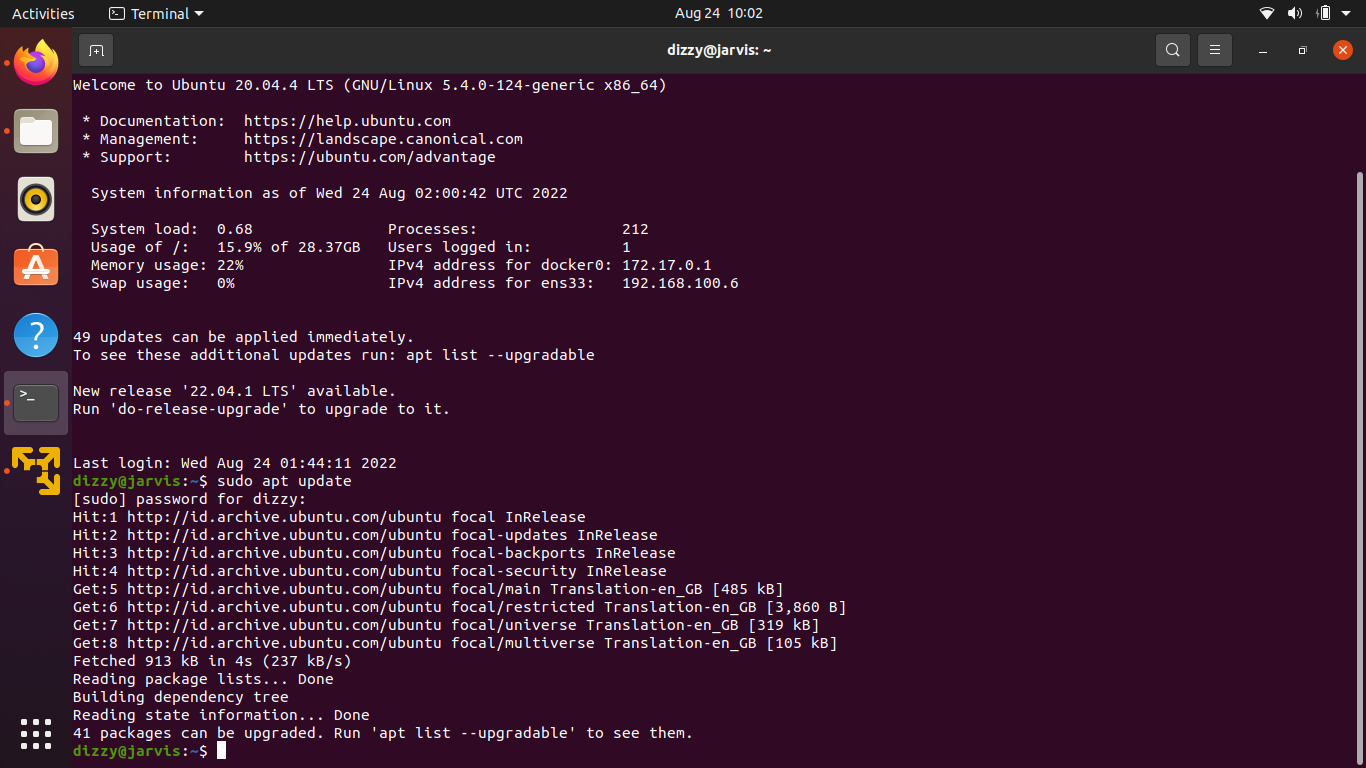 Activities Terminal Aug 24 10:02
dizzy@jarvis: ~
Welcome to Ubuntu 20.04.4 LTS (GNU/Linux 5.4.0-124-generic x86_64)
* Documentation: https://help.ubuntu.com
* Management: https://landscape.canonical.com
* Support: https://ubuntu.com/advantage
System information as of Wed 24 Aug 02:00:42 UTC 2022
System load: 0.68 Processes: 212
Usage of /: 15.9% of 28.37GB Users logged in: 1
Memory usage: 22% IPv4 address for docker0: 172.17.0.1
Swap usage: 0% IPv4 address for ens33: 192.168.100.6
49 updates can be applied immediately.
To see these additional updates run: apt list --upgradable
New release '22.04.1 LTS' available.
Run 'do-release-upgrade' to upgrade to it.
Last login: Wed Aug 24 01:44:11 2022
dizzy@jarvis:~$ sudo apt update
[sudo] password for dizzy:
Hit:1 http://id.archive.ubuntu.com/ubuntu focal InRelease
Hit:2 http://id.archive.ubuntu.com/ubuntu focal-updates InRelease
Hit:3 http://id.archive.ubuntu.com/ubuntu focal-backports InRelease
Hit:4 http://id.archive.ubuntu.com/ubuntu focal-security InRelease
Get:5 http://id.archive.ubuntu.com/ubuntu focal/main Translation-en_GB [485 kB]
Get:6 http://id.archive.ubuntu.com/ubuntu focal/restricted Translation-en_GB [3,860 B]
Get:7 http://id.archive.ubuntu.com/ubuntu focal/universe Translation-en_GB [319 kB]
Get:8 http://id.archive.ubuntu.com/ubuntu focal/multiverse Translation-en_GB [105 kB]
Fetched 913 kB in 4s (237 kB/s)
Reading package lists... Done
Building dependency tree
Reading state information... Done
41 packages can be upgraded. Run 'apt list --upgradable' to see them.
dizzy@jarvis:~$